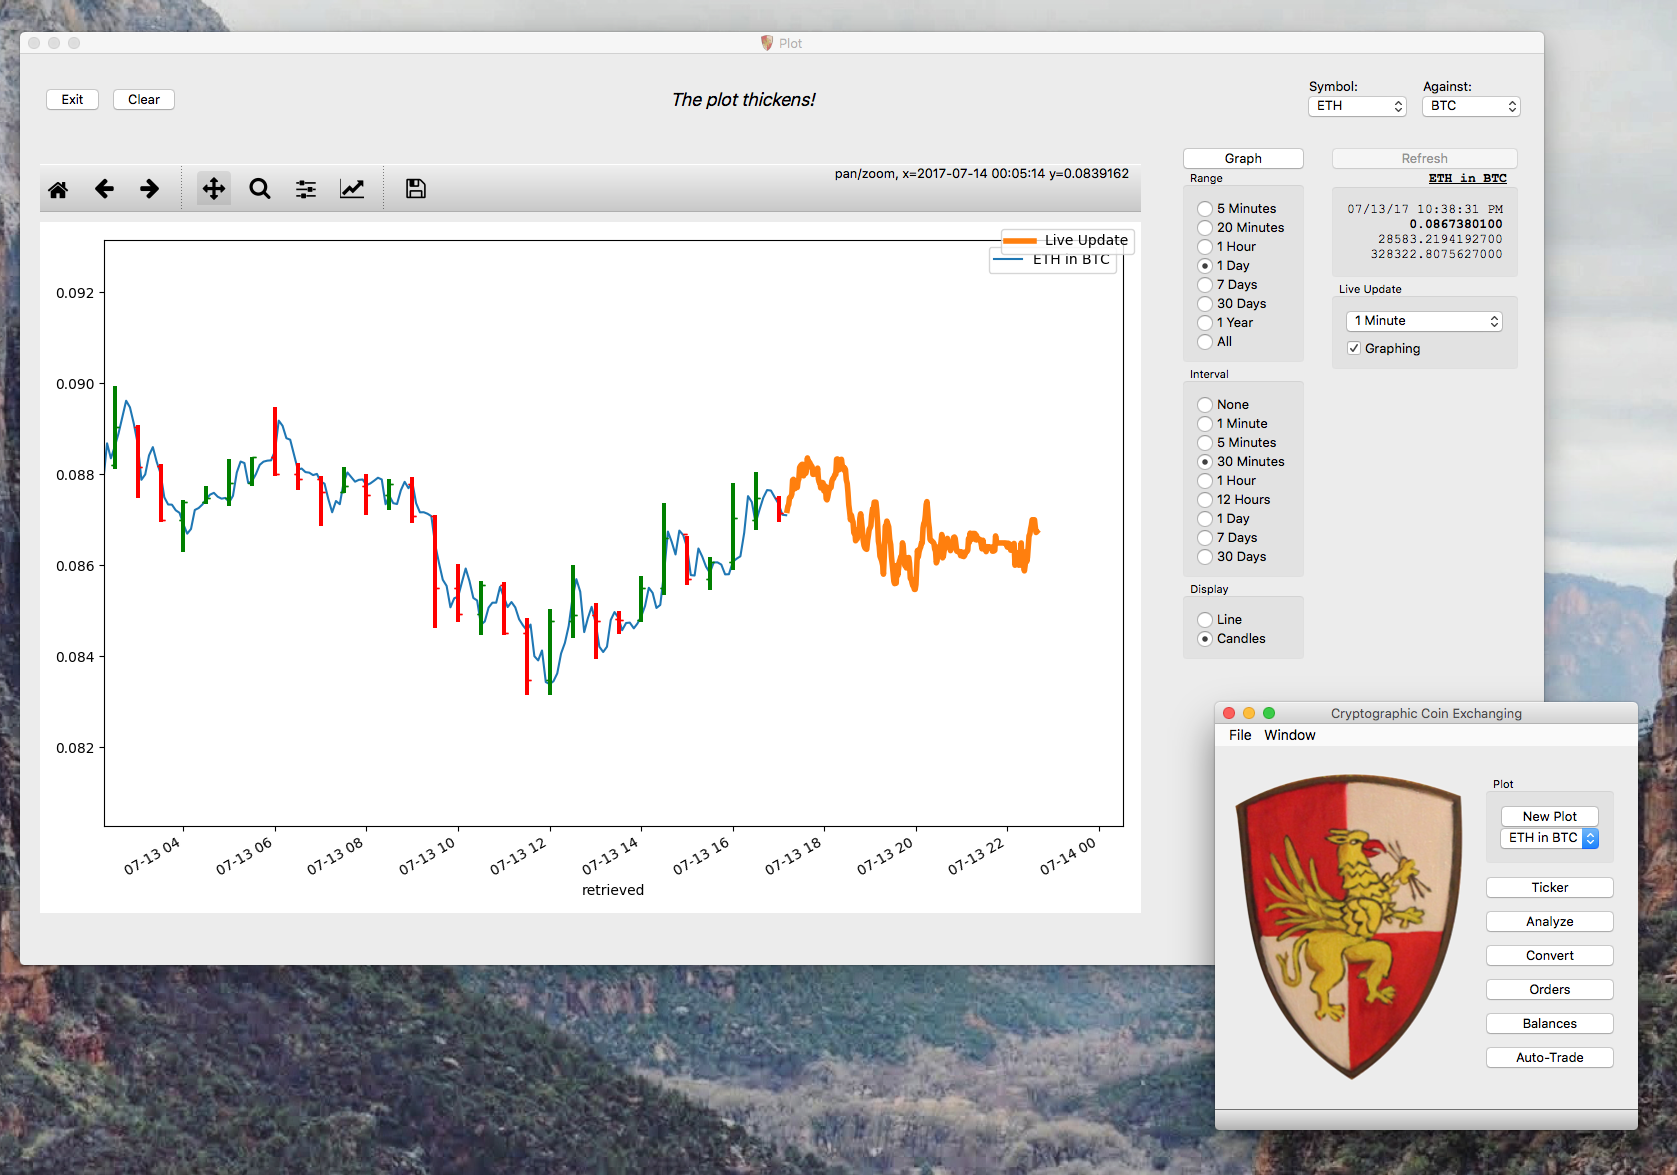 Plot
Exit
Clear
The plot thickens!
Symbol:
Against:
ETH
BTC
pan/zoom, x=2017-07-14 00:05:14 y=0.0839162
Graph
Refresh
Range
5 Minutes
20 Minutes
1 Hour
1 Day
7 Days
30 Days
1 Year
All
ETH in BTC
07/13/17 10:38:31 PM
0.0867380100
28583.2194192700
328322.8075627000
Live Update
1 Minute
Graphing
Interval
None
1 Minute
5 Minutes
30 Minutes
1 Hour
12 Hours
1 Day
7 Days
30 Days
Display
Line
Candles
Live Update
ETH in BTC
0.092
0.090
0.088
0.086
0.084
0.082
07-13 04
07-13 06
07-13 08
07-13 10
07-13 12
07-13 14
07-13 16
07-13 18
07-13 20
07-13 22
07-14 00
retrieved
Cryptographic Coin Exchanging
File
Window
Plot
New Plot
ETH in BTC
Ticker
Analyze
Convert
Orders
Balances
Auto-Trade